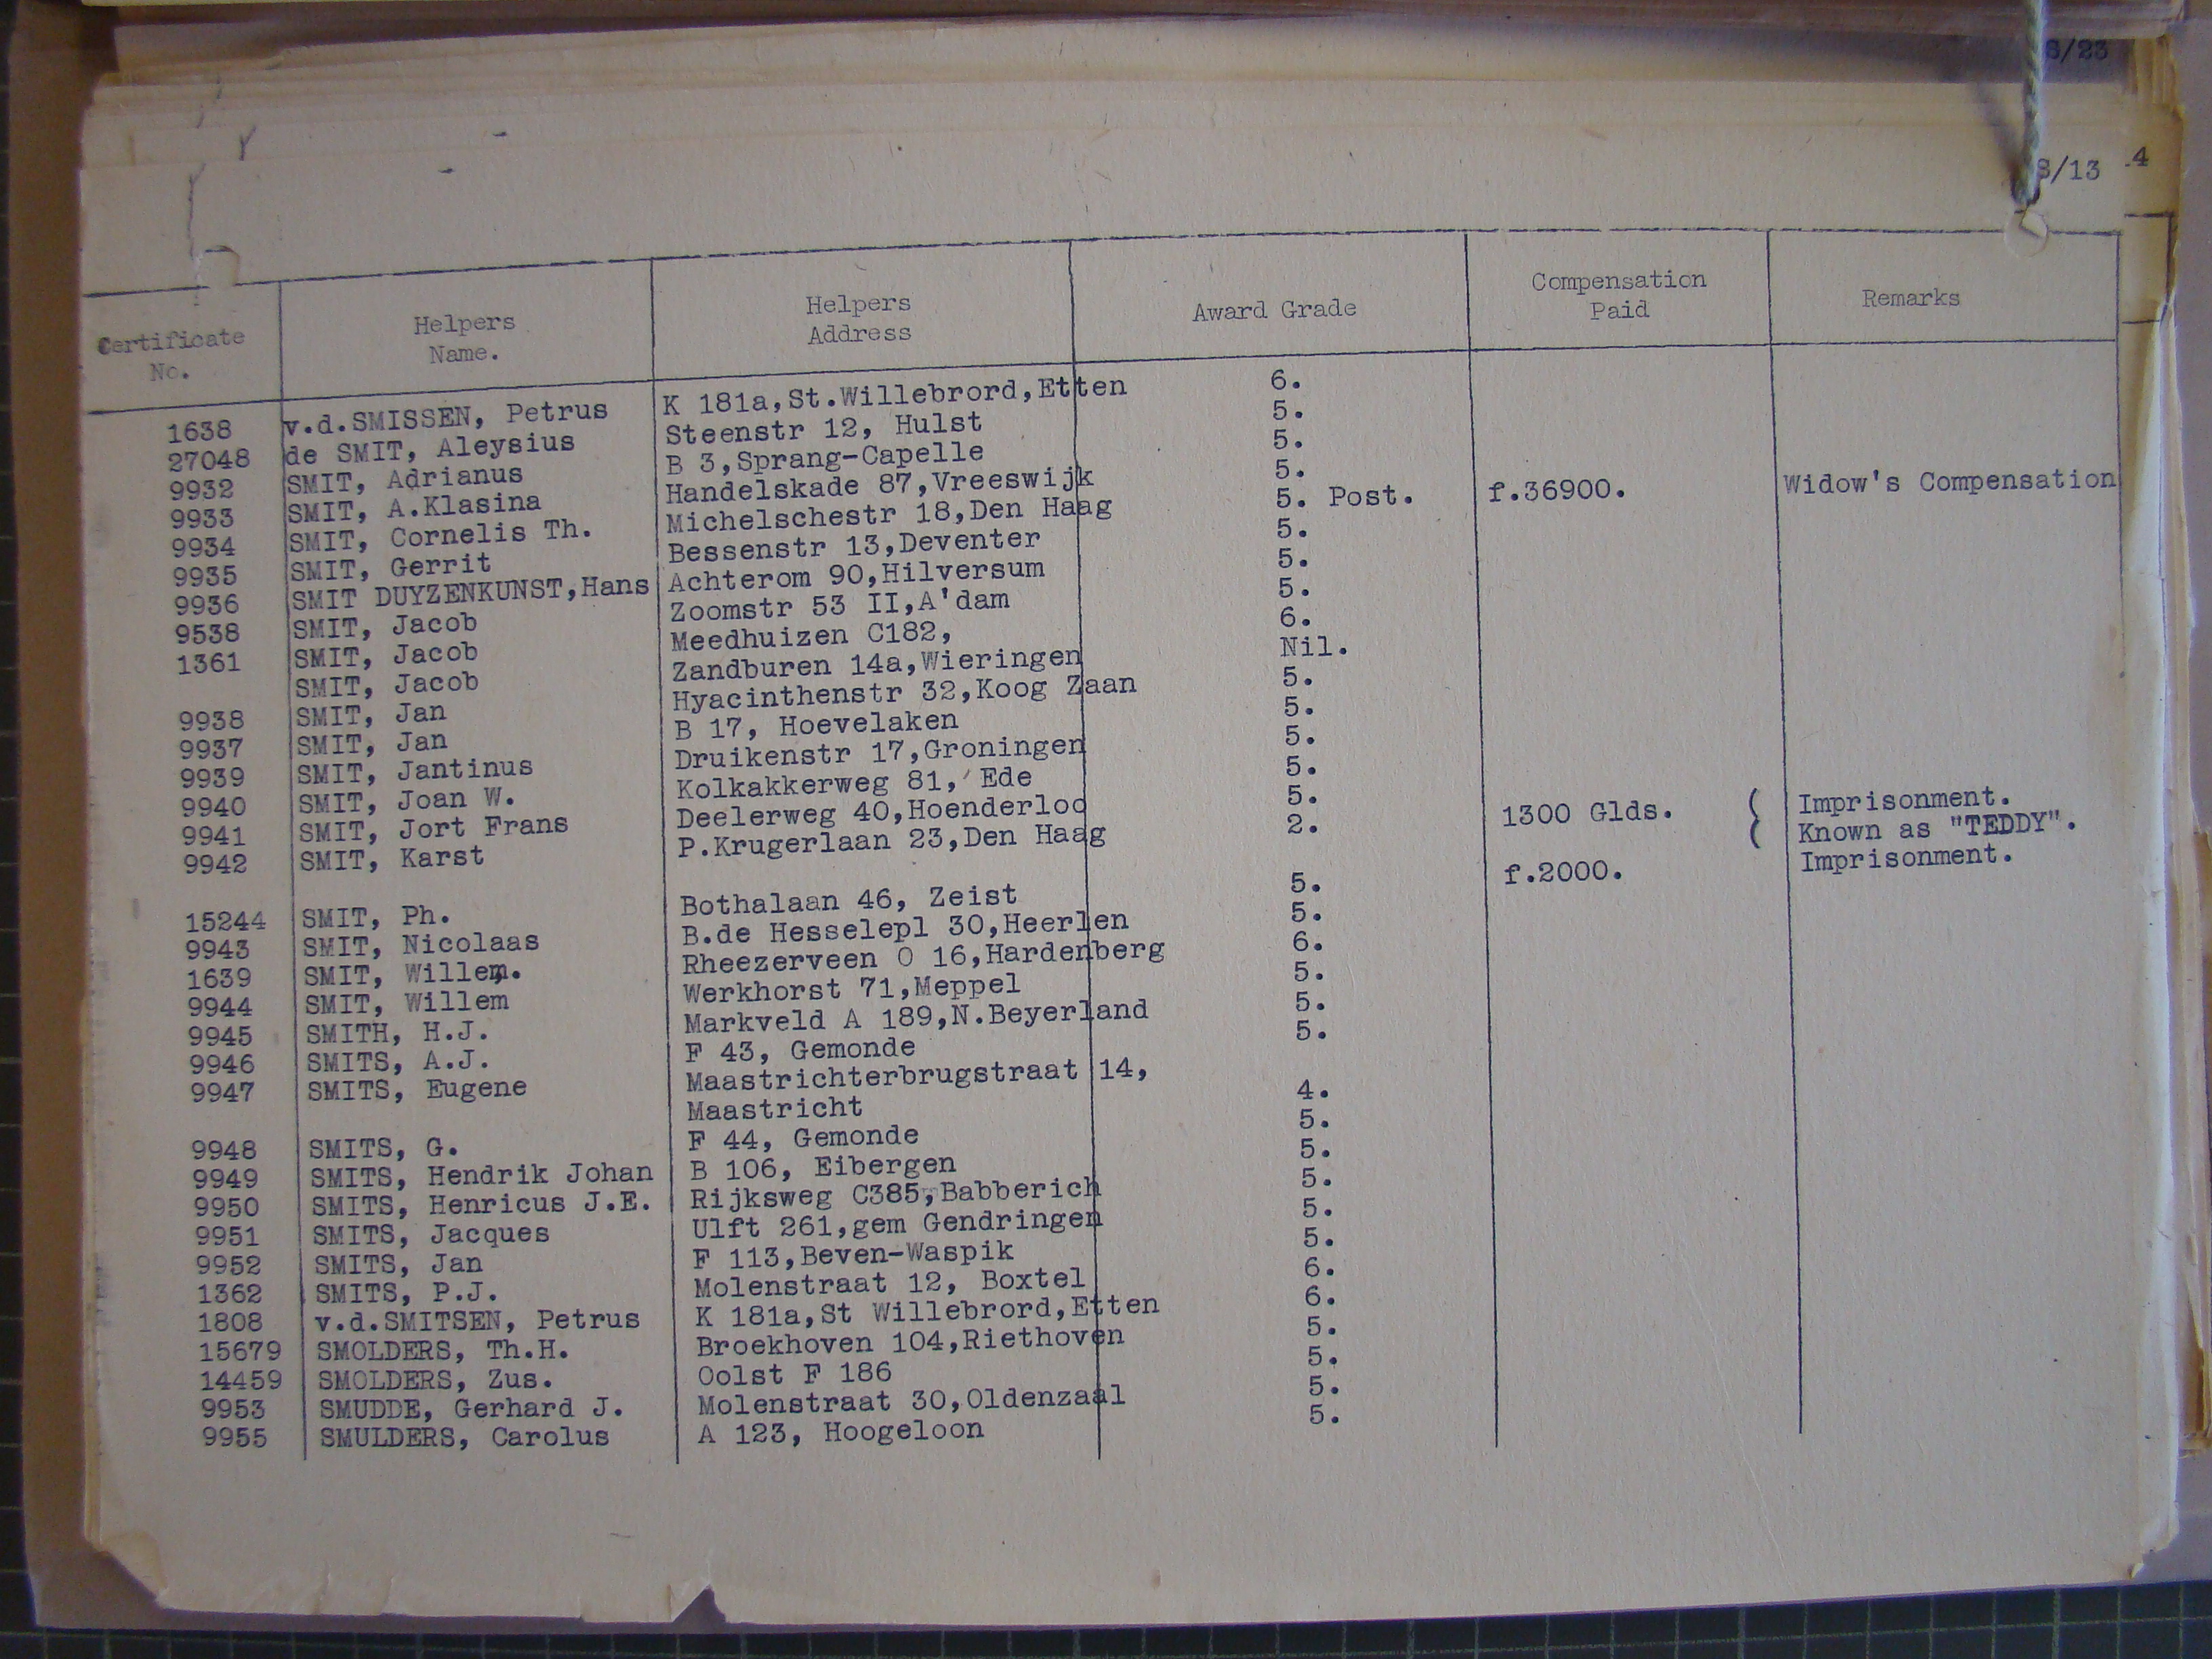 S/23
S/13 .4
Certificate No. Helpers Name. Helpers Address Award Grade Compensation Paid Remarks
1638 v.d.SMISSEN, Petrus K 181a,St.Willebrord,Etten 6.
27048 de SMIT, Aleysius Steenstr 12, Hulst 5.
9932 SMIT, Adrianus B 3,Sprang-Capelle 5.
9933 SMIT, A.Klasina Handelskade 87,Vreeswijk 5.
9934 SMIT, Cornelis Th. Michelschestr 18,Den Haag 5. Post. f.36900. Widow's Compensation
9935 SMIT, Gerrit Bessenstr 13,Deventer 5.
9936 SMIT DUYZENKUNST,Hans Achterom 90,Hilversum 5.
9538 SMIT, Jacob Zoomstr 53 II,A'dam 5.
1361 SMIT, Jacob Meedhuizen C182, 6.
SMIT, Jacob Zandburen 14a,Wieringen Nil.
9938 SMIT, Jan Hyacinthenstr 32,Koog Zaan 5.
9937 SMIT, Jan B 17, Hoevelaken 5.
9939 SMIT, Jantinus Druikenstr 17,Groningen 5.
9940 SMIT, Joan W. Kolkakkerweg 81, Ede 5.
9941 SMIT, Jort Frans Deelerweg 40,Hoenderloo 5.
9942 SMIT, Karst P.Krugerlaan 23,Den Haag 2. 1300 Glds. { Imprisonment.
Known as "TEDDY".
15244 SMIT, Ph. Bothalaan 46, Zeist 5. f.2000. Imprisonment.
9943 SMIT, Nicolaas B.de Hesselepl 30,Heerlen 5.
1639 SMIT, Willem. Rheezerveen O 16,Hardenberg 6.
9944 SMIT, Willem Werkhorst 71,Meppel 5.
9945 SMITH, H.J. Markveld A 189,N.Beyerland 5.
9946 SMITS, A.J. F 43, Gemonde 5.
9947 SMITS, Eugene Maastrichterbrugstraat 14,
Maastricht 4.
9948 SMITS, G. F 44, Gemonde 5.
9949 SMITS, Hendrik Johan B 106, Eibergen 5.
9950 SMITS, Henricus J.E. Rijksweg C385,Babberich 5.
9951 SMITS, Jacques Ulft 261,gem Gendringen 5.
9952 SMITS, Jan F 113,Beven-Waspik 5.
1362 SMITS, P.J. Molenstraat 12, Boxtel 6.
1808 v.d.SMITSEN, Petrus K 181a,St Willebrord,Etten 6.
15679 SMOLDERS, Th.H. Broekhoven 104,Riethoven 5.
14459 SMOLDERS, Zus. Oolst F 186 5.
9953 SMUDDE, Gerhard J. Molenstraat 30,Oldenzaal 5.
9955 SMULDERS, Carolus A 123, Hoogeloon 5.